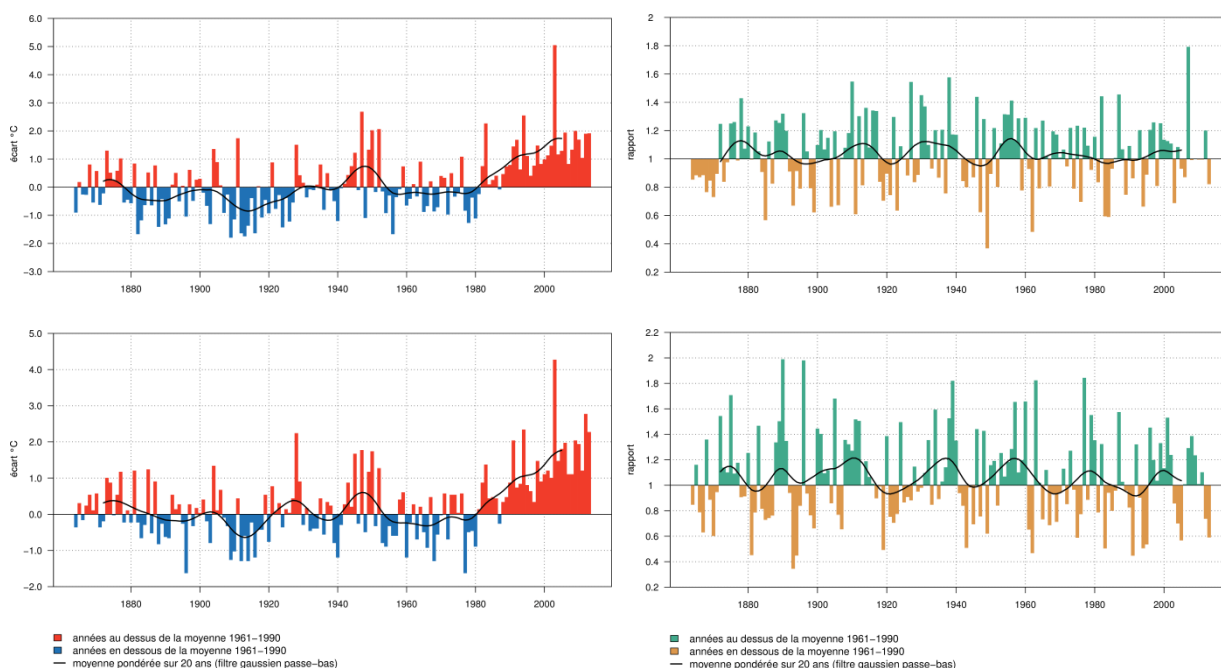 6.0
5.0
4.0
3.0
2.0
1.0
0.0
−1.0
−2.0
−3.0
écart °C
1880 1900 1920 1940 1960 1980 2000
2
1.8
1.6
1.4
1.2
1
0.8
0.6
0.4
0.2
rapport
1880 1900 1920 1940 1960 1980 2000
5.0
4.0
3.0
2.0
1.0
0.0
−1.0
−2.0
écart °C
1880 1900 1920 1940 1960 1980 2000
2.2
2
1.8
1.6
1.4
1.2
1
0.8
0.6
0.4
0.2
rapport
1880 1900 1920 1940 1960 1980 2000
années au dessus de la moyenne 1961−1990
années en dessous de la moyenne 1961−1990
moyenne pondérée sur 20 ans (filtre gaussien passe−bas)
années au dessus de la moyenne 1961−1990
années en dessous de la moyenne 1961−1990
moyenne pondérée sur 20 ans (filtre gaussien passe−bas)